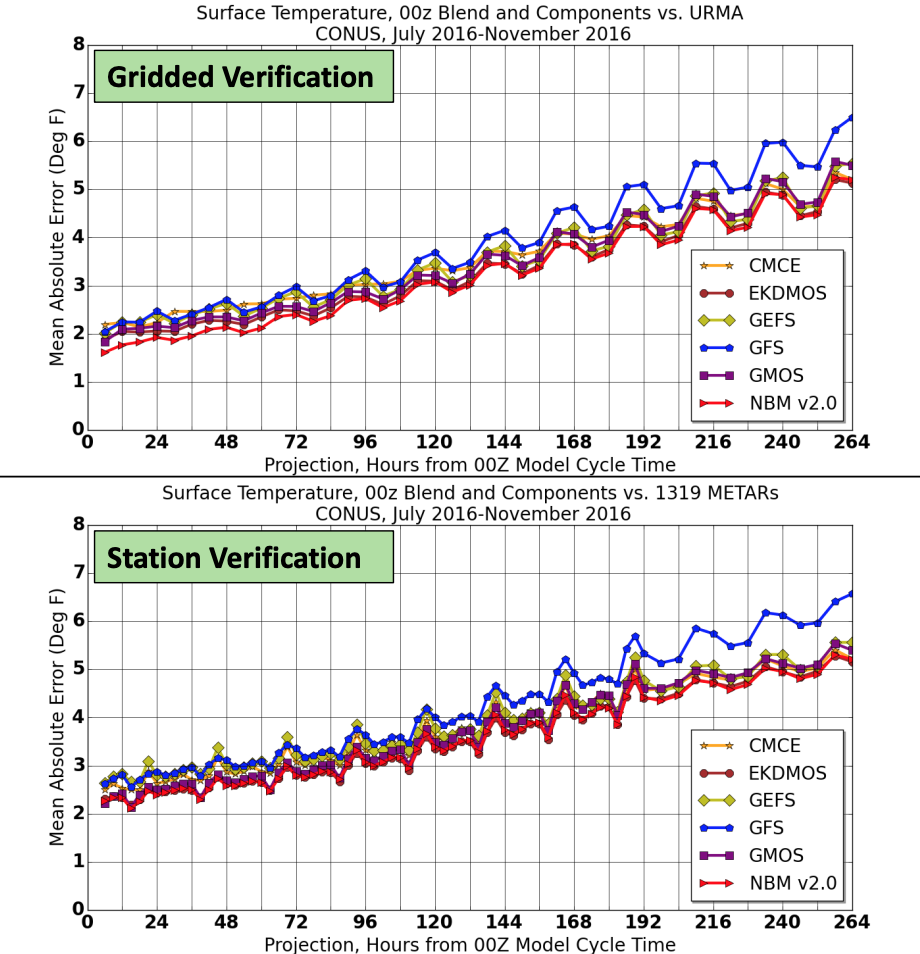 Surface Temperature, 00z Blend and Components vs. URMA
CONUS, July 2016-November 2016
Gridded Verification
Mean Absolute Error (Deg F)
8
7
6
5
4
3
2
1
0
CMCE
EKDMOS
GEFS
GFS
GMOS
NBM v2.0
0 24 48 72 96 120 144 168 192 216 240 264
Projection, Hours from 00Z Model Cycle Time
Surface Temperature, 00z Blend and Components vs. 1319 METARs
CONUS, July 2016-November 2016
Station Verification
Mean Absolute Error (Deg F)
8
7
6
5
4
3
2
1
0
CMCE
EKDMOS
GEFS
GFS
GMOS
NBM v2.0
0 24 48 72 96 120 144 168 192 216 240 264
Projection, Hours from 00Z Model Cycle Time